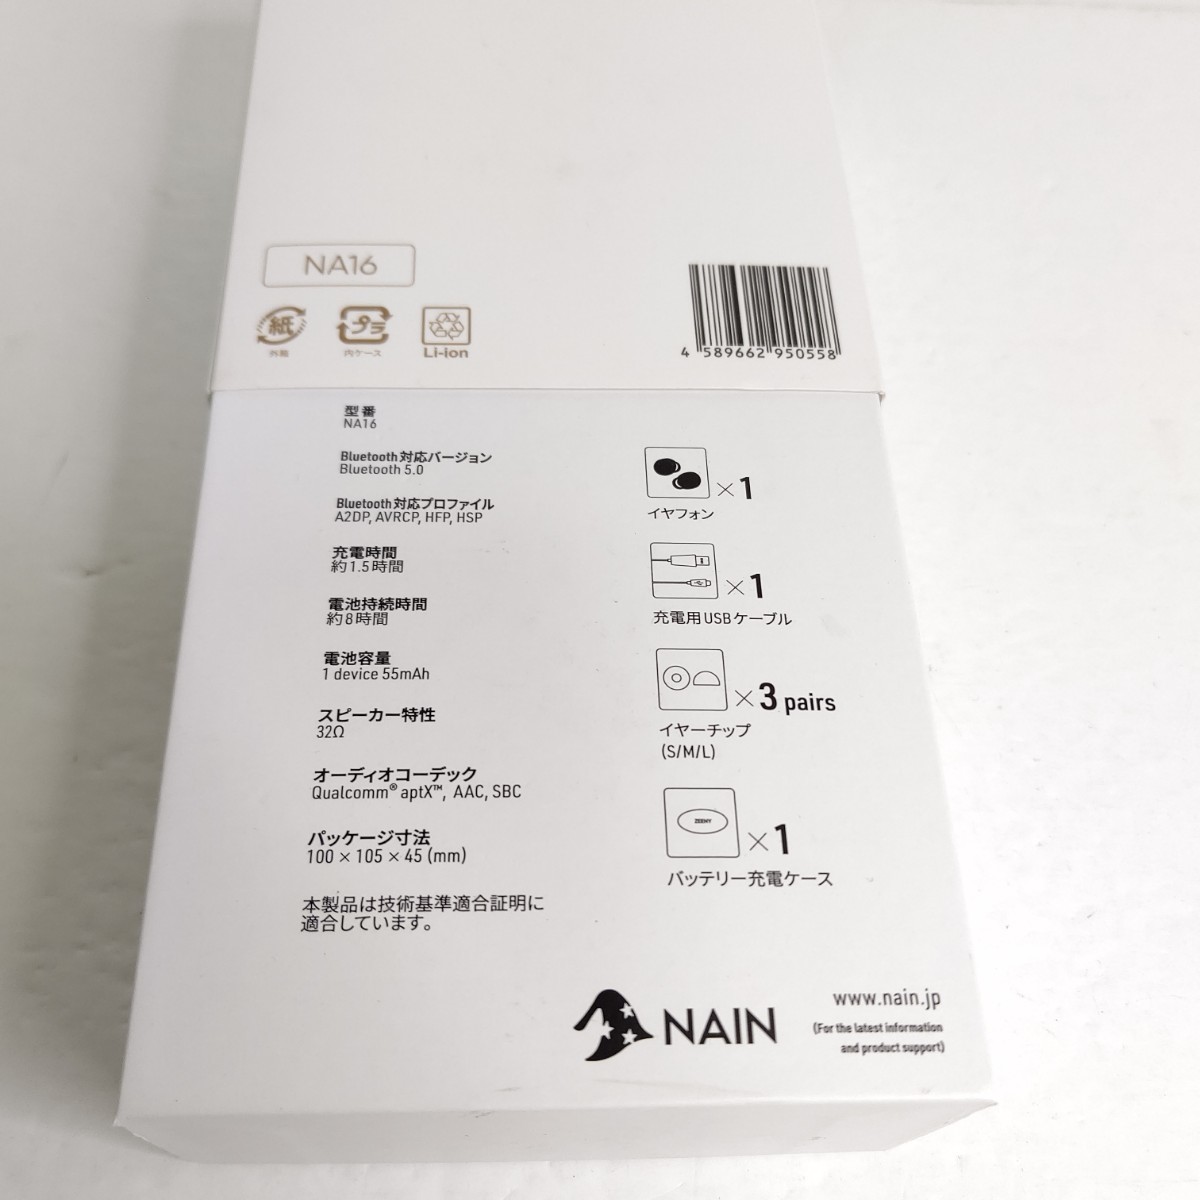 NA16
紙
外箱
プラ
内ケース
Li-ion
4 589662 950558
型番
NA16
Bluetooth対応バージョン
Bluetooth 5.0
Bluetooth対応プロファイル
A2DP, AVRCP, HFP, HSP
充電時間
約1.5時間
電池持続時間
約8時間
電池容量
1 device 55mAh
スピーカー特性
32Ω
オーディオコーデック
Qualcomm® aptX™, AAC, SBC
パッケージ寸法
100 × 105 × 45 (mm)
本製品は技術基準適合証明に
適合しています。
×1
イヤフォン
×1
充電用USBケーブル
×3 pairs
イヤーチップ
(S/M/L)
ZEENY
×1
バッテリー充電ケース
NAIN
www.nain.jp
(For the latest information
and product support)